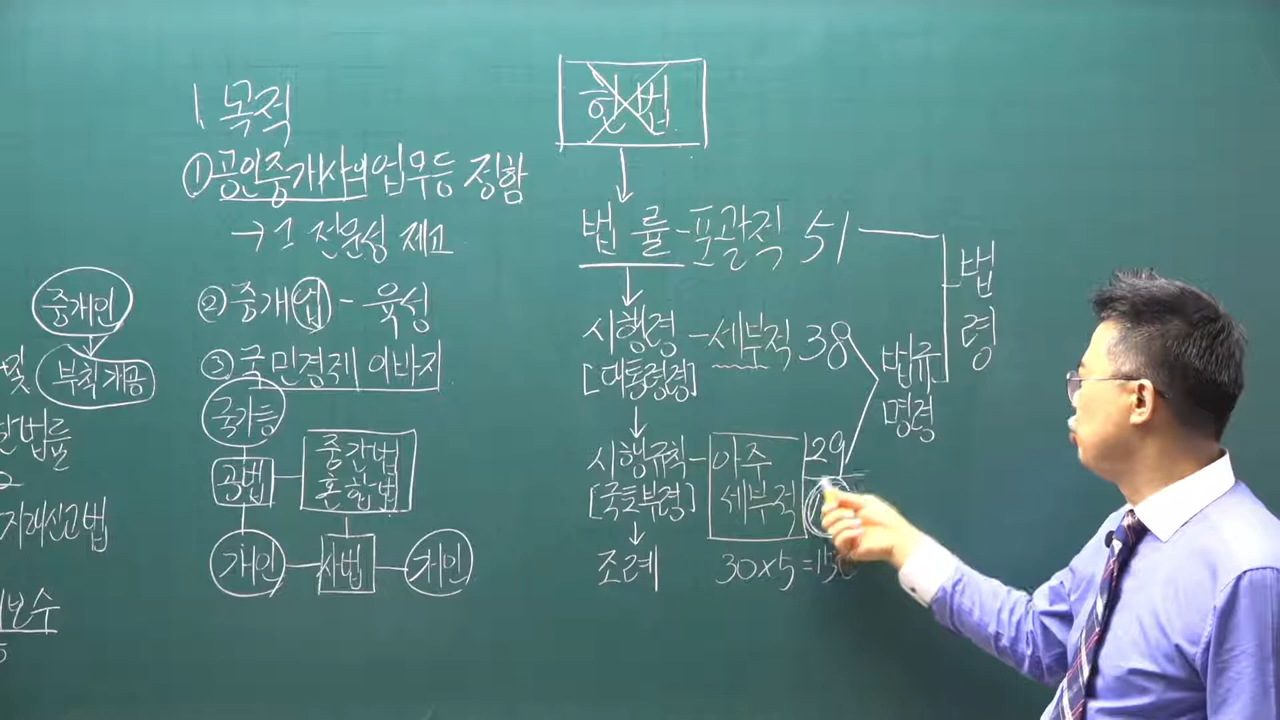 중개인
부칙개공
및
법률
거래신고법
보수
1. 목적
① 공인중개사의 업무등 정함
→ 그 전문성 제고
② 중개업 - 육성
③ 국민경제 이바지
국가등
공법
중간법
혼합법
개인
사법
개인
헌법
법률 - 포괄적 51
시행령 - 세부적 38
[대통령령]
시행규칙 - 아주 29
[국토부령] 세부적
조례
30×5=150
법규
명령
법
령